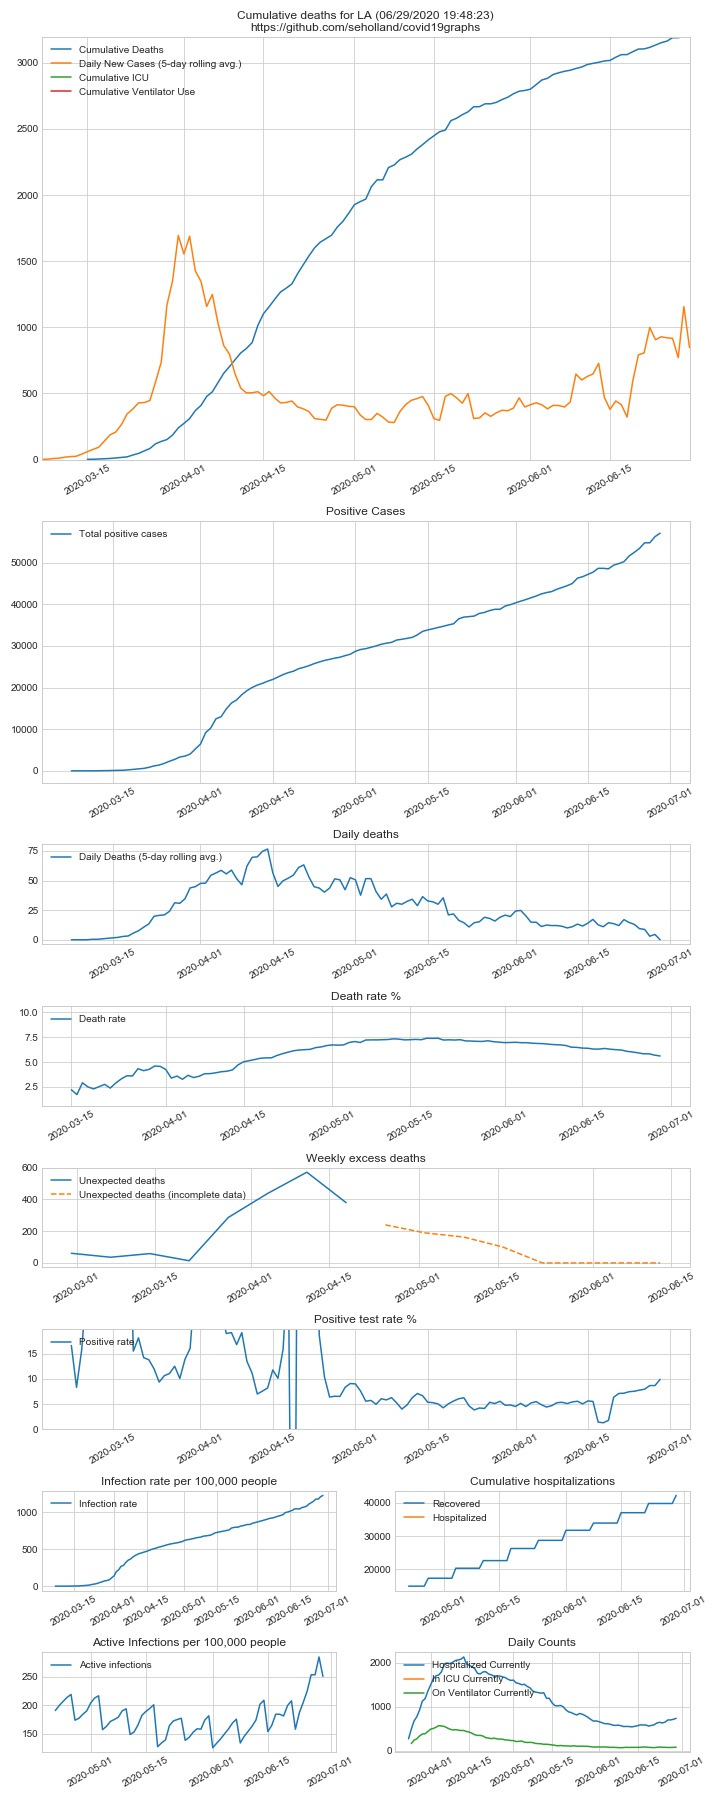 Cumulative deaths for LA (06/29/2020 19:48:23)
https://github.com/seholland/covid19graphs
Cumulative Deaths
Daily New Cases (5-day rolling avg.)
Cumulative ICU
Cumulative Ventilator Use
3000
2500
2000
1500
1000
500
0
2020-03-15 2020-04-01 2020-04-15 2020-05-01 2020-05-15 2020-06-01 2020-06-15
Positive Cases
Total positive cases
50000
40000
30000
20000
10000
0
2020-03-15 2020-04-01 2020-04-15 2020-05-01 2020-05-15 2020-06-01 2020-06-15 2020-07-01
Daily deaths
Daily Deaths (5-day rolling avg.)
75
50
25
0
2020-03-15 2020-04-01 2020-04-15 2020-05-01 2020-05-15 2020-06-01 2020-06-15 2020-07-01
Death rate %
Death rate
10.0
7.5
5.0
2.5
2020-03-15 2020-04-01 2020-04-15 2020-05-01 2020-05-15 2020-06-01 2020-06-15 2020-07-01
Weekly excess deaths
Unexpected deaths
Unexpected deaths (incomplete data)
600
400
200
0
2020-03-01 2020-03-15 2020-04-01 2020-04-15 2020-05-01 2020-05-15 2020-06-01 2020-06-15
Positive test rate %
Positive rate
15
10
5
0
2020-03-15 2020-04-01 2020-04-15 2020-05-01 2020-05-15 2020-06-01 2020-06-15 2020-07-01
Infection rate per 100,000 people
Infection rate
1000
500
0
2020-03-15 2020-04-01 2020-04-15 2020-05-01 2020-05-15 2020-06-01 2020-06-15 2020-07-01
Cumulative hospitalizations
Recovered
Hospitalized
40000
30000
20000
2020-05-01 2020-05-15 2020-06-01 2020-06-15 2020-07-01
Active Infections per 100,000 people
Active infections
250
200
150
2020-05-01 2020-05-15 2020-06-01 2020-06-15 2020-07-01
Daily Counts
Hospitalized Currently
In ICU Currently
On Ventilator Currently
2000
1000
0
2020-04-01 2020-04-15 2020-05-01 2020-05-15 2020-06-01 2020-06-15 2020-07-01